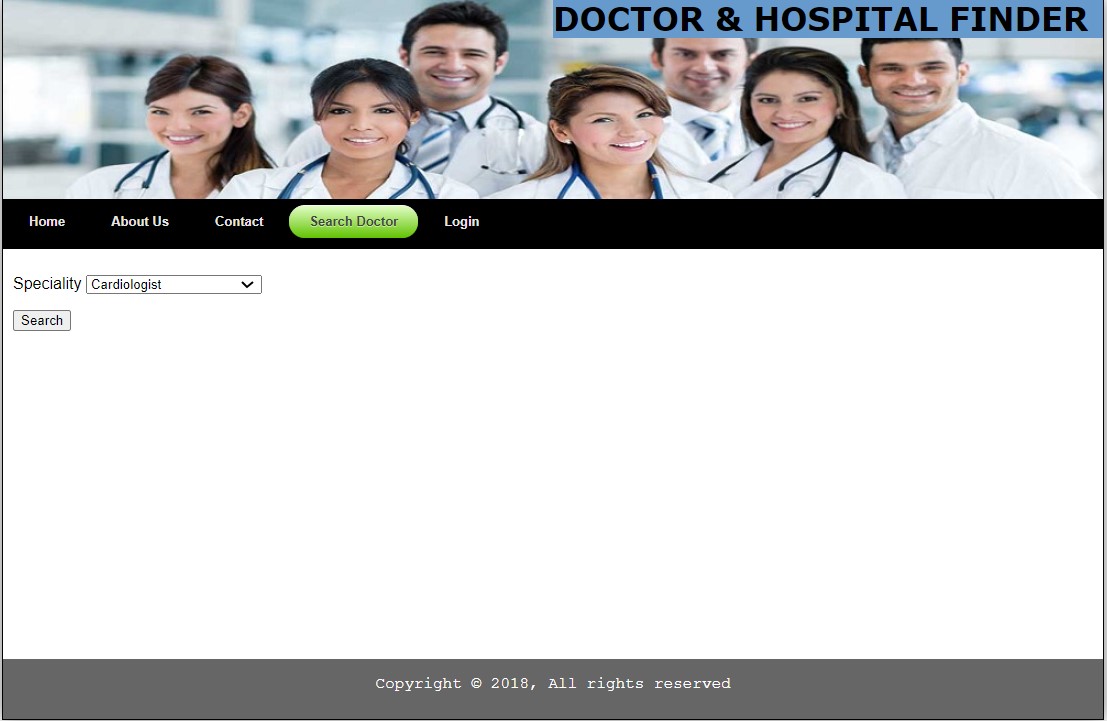 DOCTOR & HOSPITAL FINDER
Home About Us Contact Search Doctor Login
Speciality Cardiologist
Search
Copyright © 2018, All rights reserved